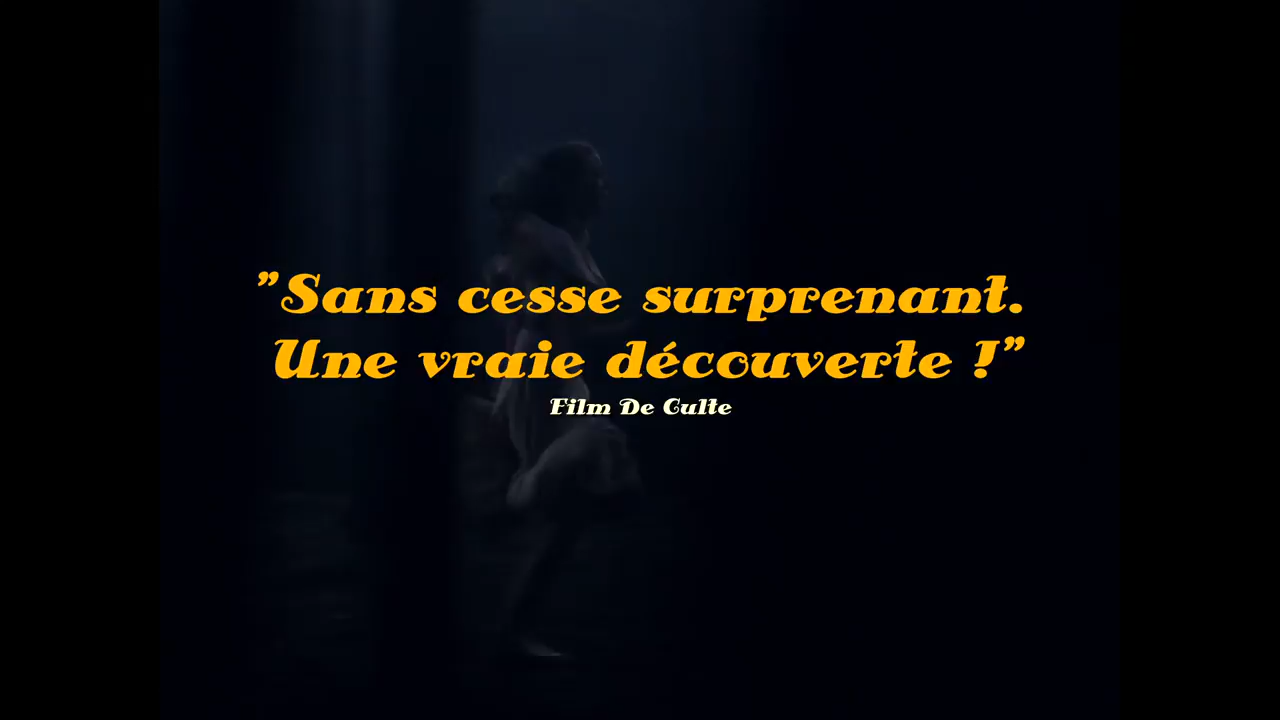 ”Sans cesse surprenant.
Une vraie découverte !”
Film De Culte